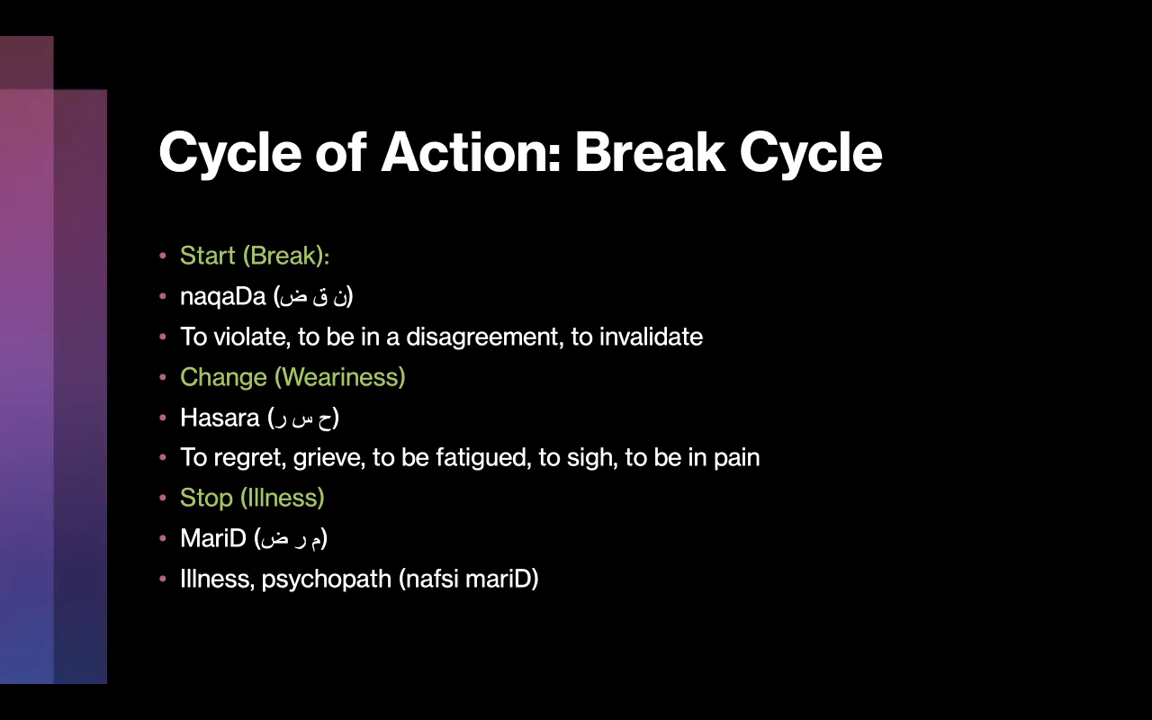 Cycle of Action: Break Cycle
• Start (Break):
• naqaDa (ن ق ض)
• To violate, to be in a disagreement, to invalidate
• Change (Weariness)
• Hasara (ح س ر)
• To regret, grieve, to be fatigued, to sigh, to be in pain
• Stop (Illness)
• MariD (م ر ض)
• Illness, psychopath (nafsi mariD)